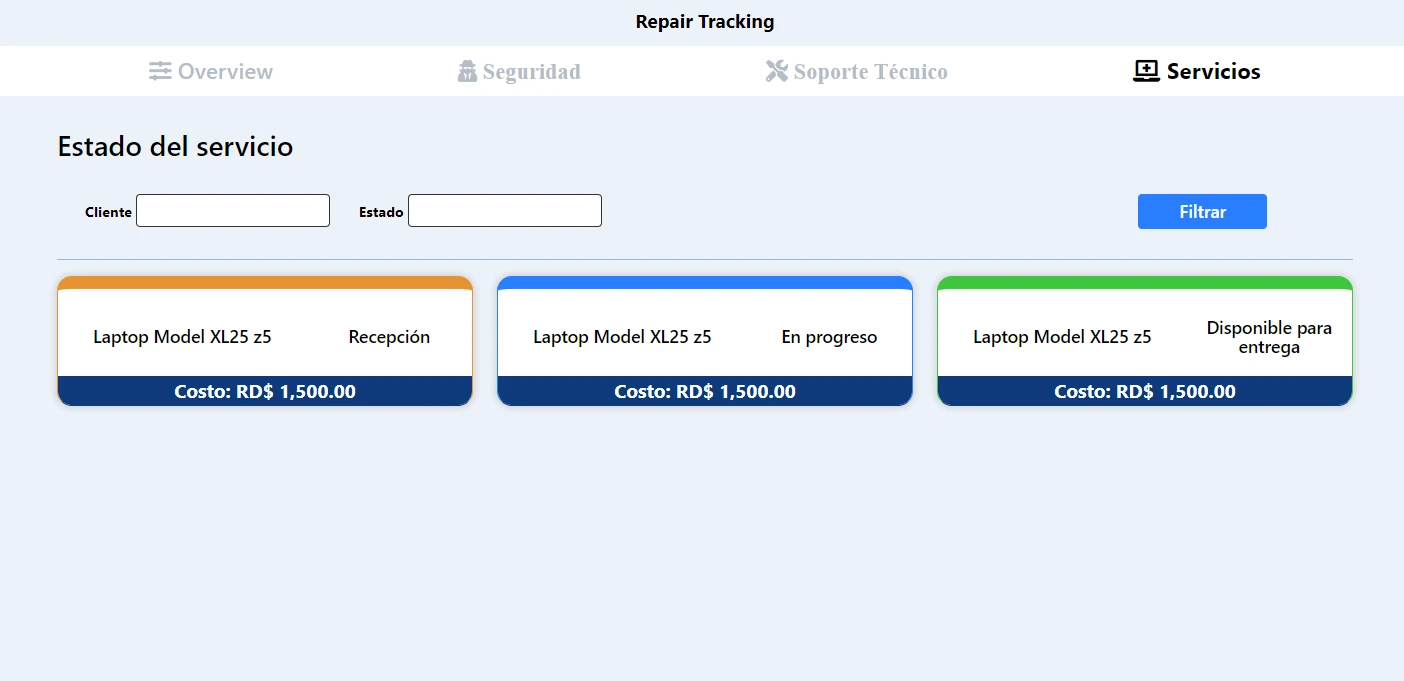 Repair Tracking
Overview
Seguridad
Soporte Técnico
Servicios
Estado del servicio
Cliente
Estado
Filtrar
Laptop Model XL25 z5
Recepción
Costo: RD$ 1,500.00
Laptop Model XL25 z5
En progreso
Costo: RD$ 1,500.00
Laptop Model XL25 z5
Disponible para
entrega
Costo: RD$ 1,500.00